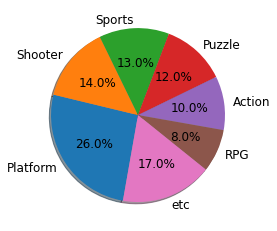 Sports
Shooter
Puzzle
13.0%
14.0%
12.0%
Action
10.0%
26.0%
8.0%
Platform
17.0%
RPG
etc